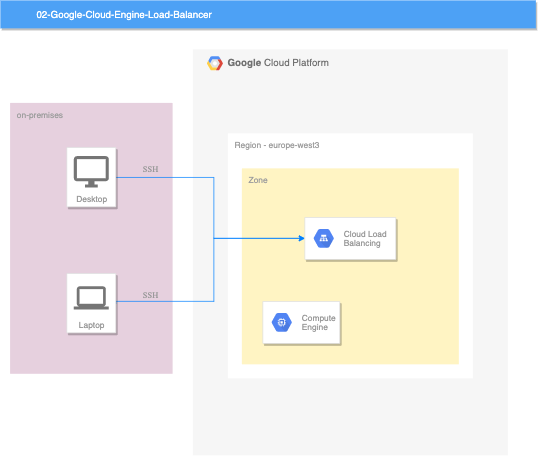 02-Google-Cloud-Engine-Load-Balancer
Google Cloud Platform
on-premises
Region - europe-west3
SSH
Zone
Desktop
Cloud Load
Balancing
SSH
Laptop
Compute
Engine